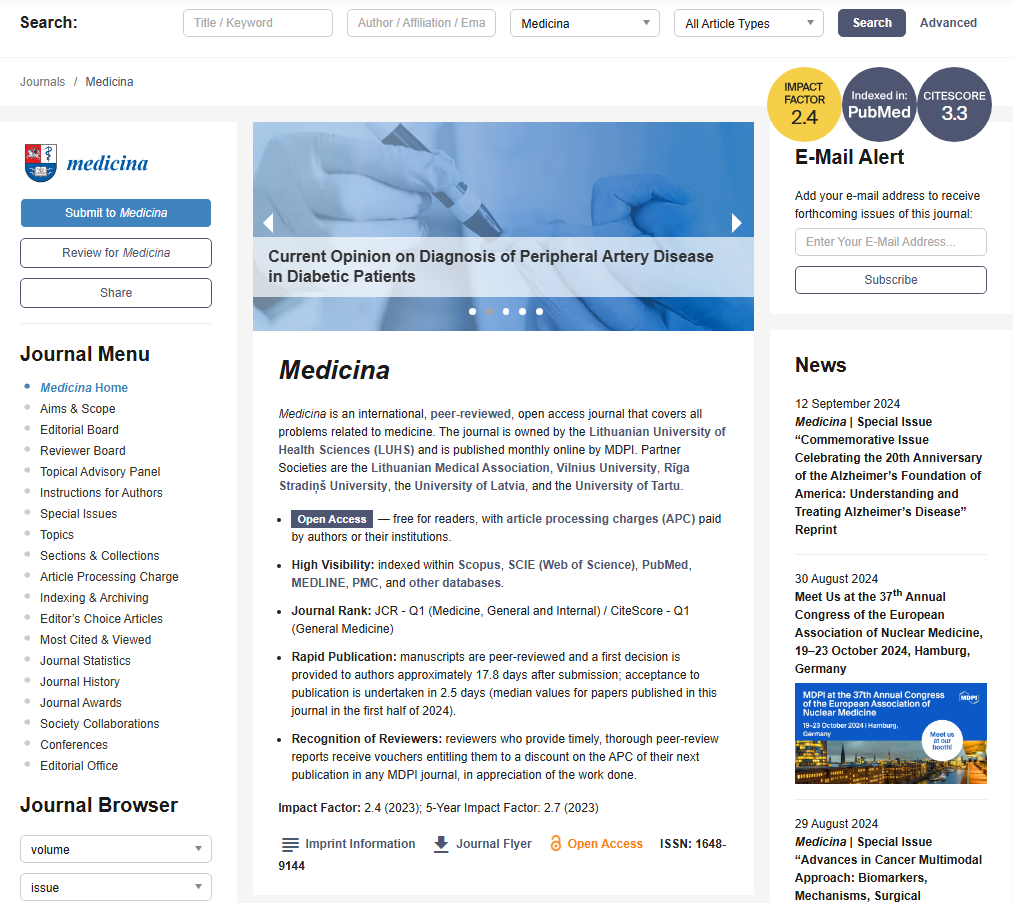 Search:
Title / Keyword
Author / Affiliation / Ema
Medicina
All Article Types
Search
Advanced
Journals / Medicina
IMPACT
FACTOR
2.4
Indexed in:
PubMed
CITESCORE
3.3
medicina
Submit to Medicina
Review for Medicina
Share
Journal Menu
Medicina Home
Aims & Scope
Editorial Board
Reviewer Board
Topical Advisory Panel
Instructions for Authors
Special Issues
Topics
Sections & Collections
Article Processing Charge
Indexing & Archiving
Editor's Choice Articles
Most Cited & Viewed
Journal Statistics
Journal History
Journal Awards
Society Collaborations
Conferences
Editorial Office
Journal Browser
volume
issue
Current Opinion on Diagnosis of Peripheral Artery Disease
in Diabetic Patients
Medicina
Medicina is an international, peer-reviewed, open access journal that covers all
problems related to medicine. The journal is owned by the Lithuanian University of
Health Sciences (LUHS) and is published monthly online by MDPI. Partner
Societies are the Lithuanian Medical Association, Vilnius University, Rīga
Stradiņš University, the University of Latvia, and the University of Tartu.
Open Access — free for readers, with article processing charges (APC) paid
by authors or their institutions.
High Visibility: indexed within Scopus, SCIE (Web of Science), PubMed,
MEDLINE, PMC, and other databases.
Journal Rank: JCR - Q1 (Medicine, General and Internal) / CiteScore - Q1
(General Medicine)
Rapid Publication: manuscripts are peer-reviewed and a first decision is
provided to authors approximately 17.8 days after submission; acceptance to
publication is undertaken in 2.5 days (median values for papers published in this
journal in the first half of 2024).
Recognition of Reviewers: reviewers who provide timely, thorough peer-review
reports receive vouchers entitling them to a discount on the APC of their next
publication in any MDPI journal, in appreciation of the work done.
Impact Factor: 2.4 (2023); 5-Year Impact Factor: 2.7 (2023)
Imprint Information Journal Flyer Open Access ISSN: 1648-
9144
E-Mail Alert
Add your e-mail address to receive
forthcoming issues of this journal:
Enter Your E-Mail Address...
Subscribe
News
12 September 2024
Medicina | Special Issue
“Commemorative Issue
Celebrating the 20th Anniversary
of the Alzheimer’s Foundation of
America: Understanding and
Treating Alzheimer’s Disease”
Reprint
30 August 2024
Meet Us at the 37th Annual
Congress of the European
Association of Nuclear Medicine,
19–23 October 2024, Hamburg,
Germany
MDPI at the 37th Annual Congress
of the European Association of
Nuclear Medicine
19-23 October 2024 | Hamburg,
Germany
MDPI
Meet us
at our
booth!
29 August 2024
Medicina | Special Issue
“Advances in Cancer Multimodal
Approach: Biomarkers,
Mechanisms, Surgical